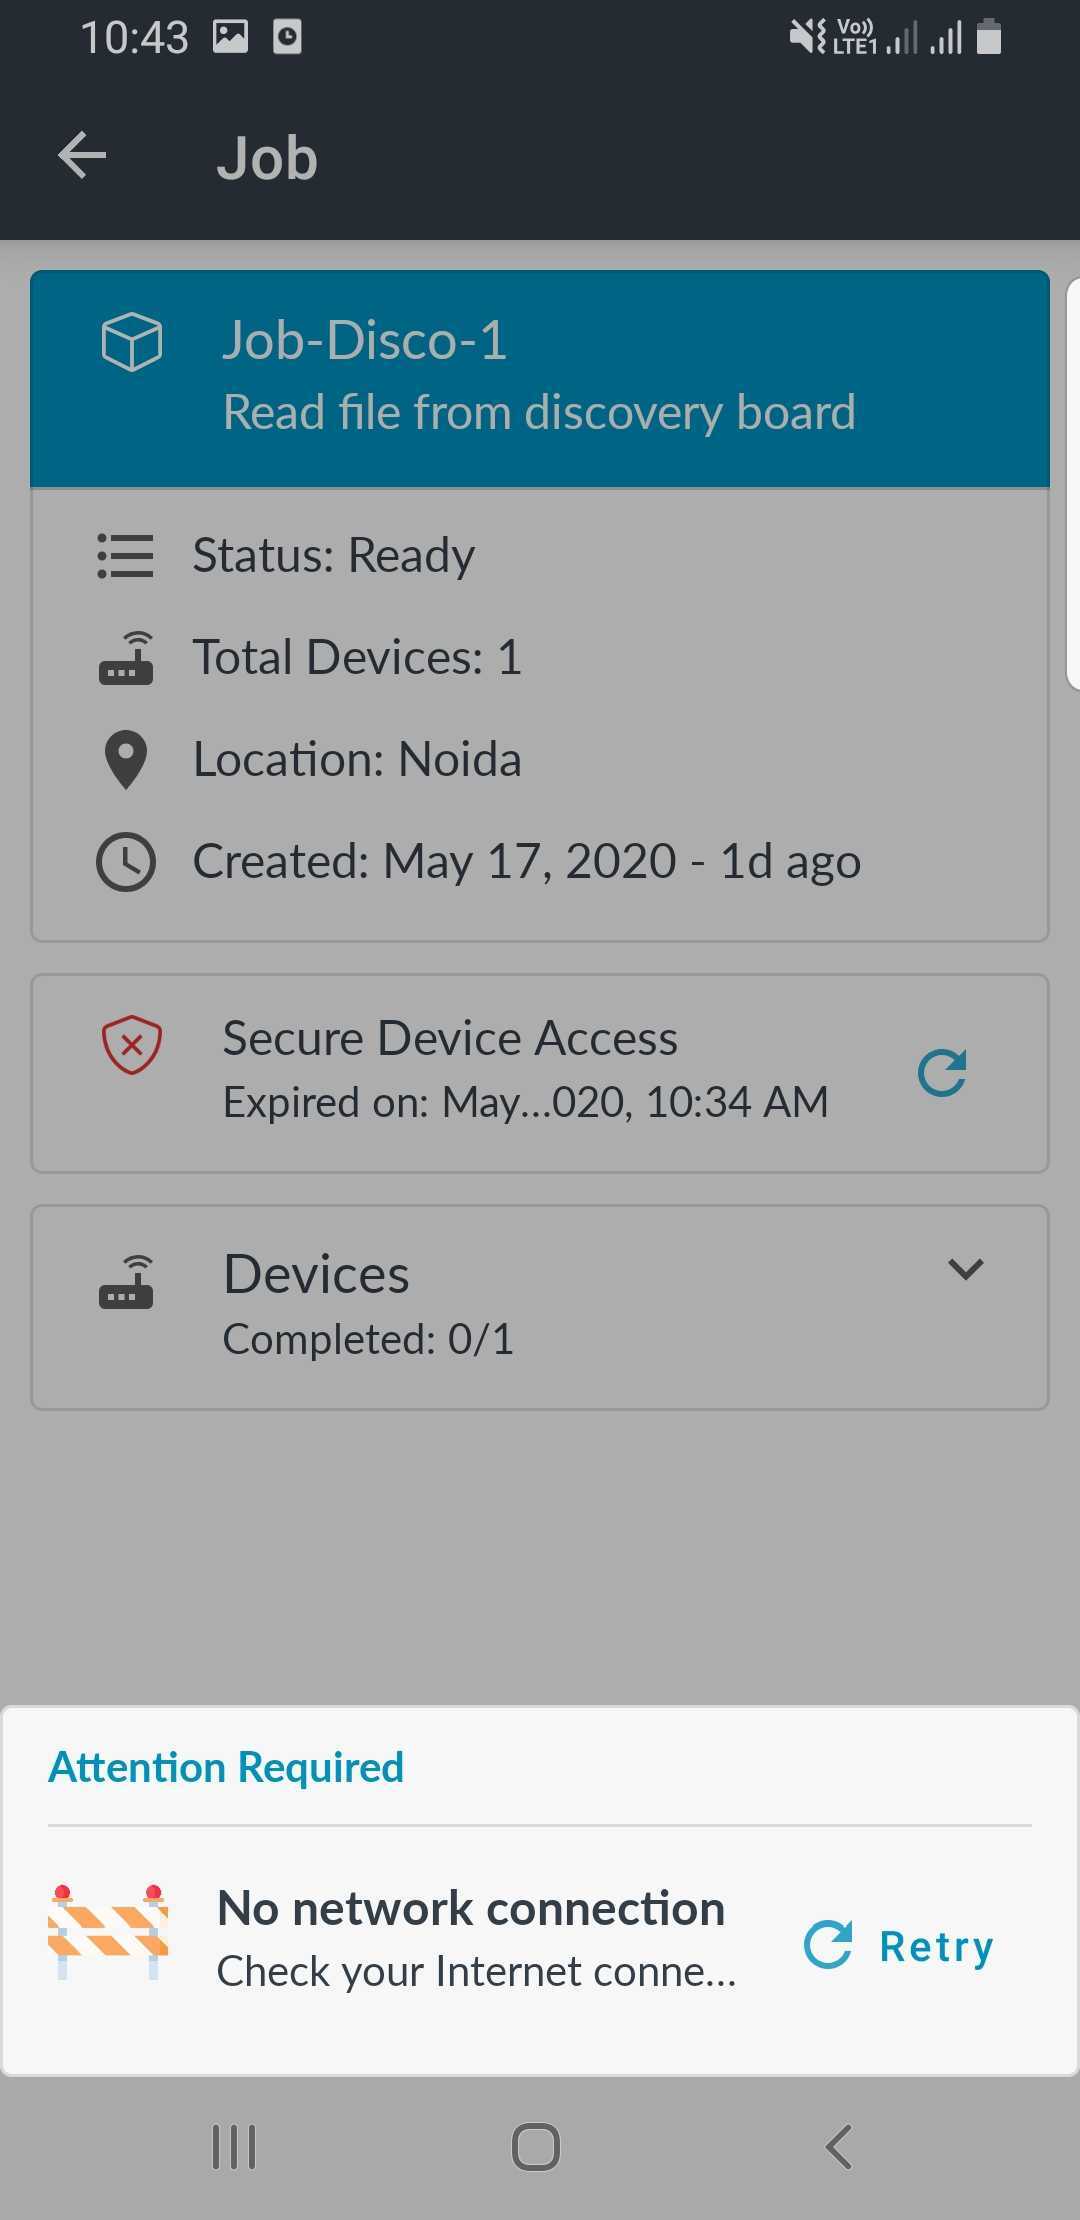 10:43
Vo))
LTE1
Job
Job-Disco-1
Read file from discovery board
Status: Ready
Total Devices: 1
Location: Noida
Created: May 17, 2020 - 1d ago
Secure Device Access
Expired on: May...020, 10:34 AM
Devices
Completed: 0/1
Attention Required
No network connection
Check your Internet conne...
Retry